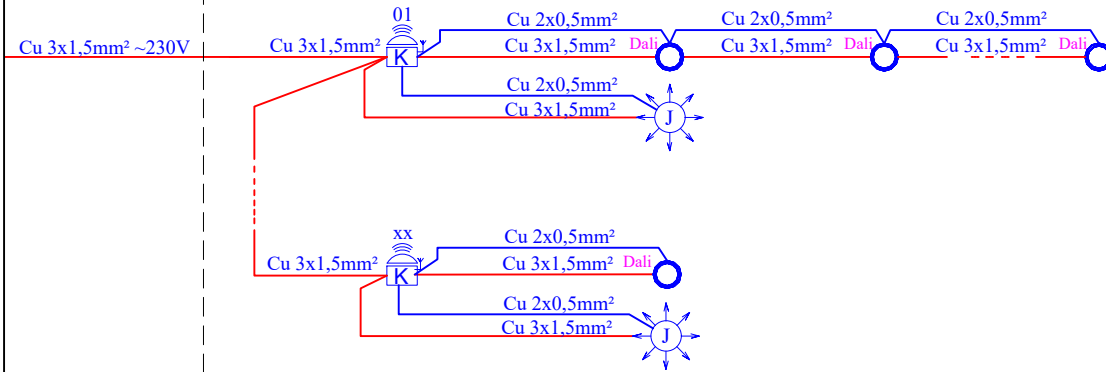 01
Cu 2x0,5mm² Cu 2x0,5mm² Cu 2x0,5mm²
Cu 3x1,5mm² ~230V Cu 3x1,5mm² K Cu 3x1,5mm² Dali Cu 3x1,5mm² Dali Cu 3x1,5mm² Dali
Cu 2x0,5mm²
Cu 3x1,5mm² J
xx
Cu 2x0,5mm²
Cu 3x1,5mm² K Cu 3x1,5mm² Dali
Cu 2x0,5mm²
Cu 3x1,5mm² J